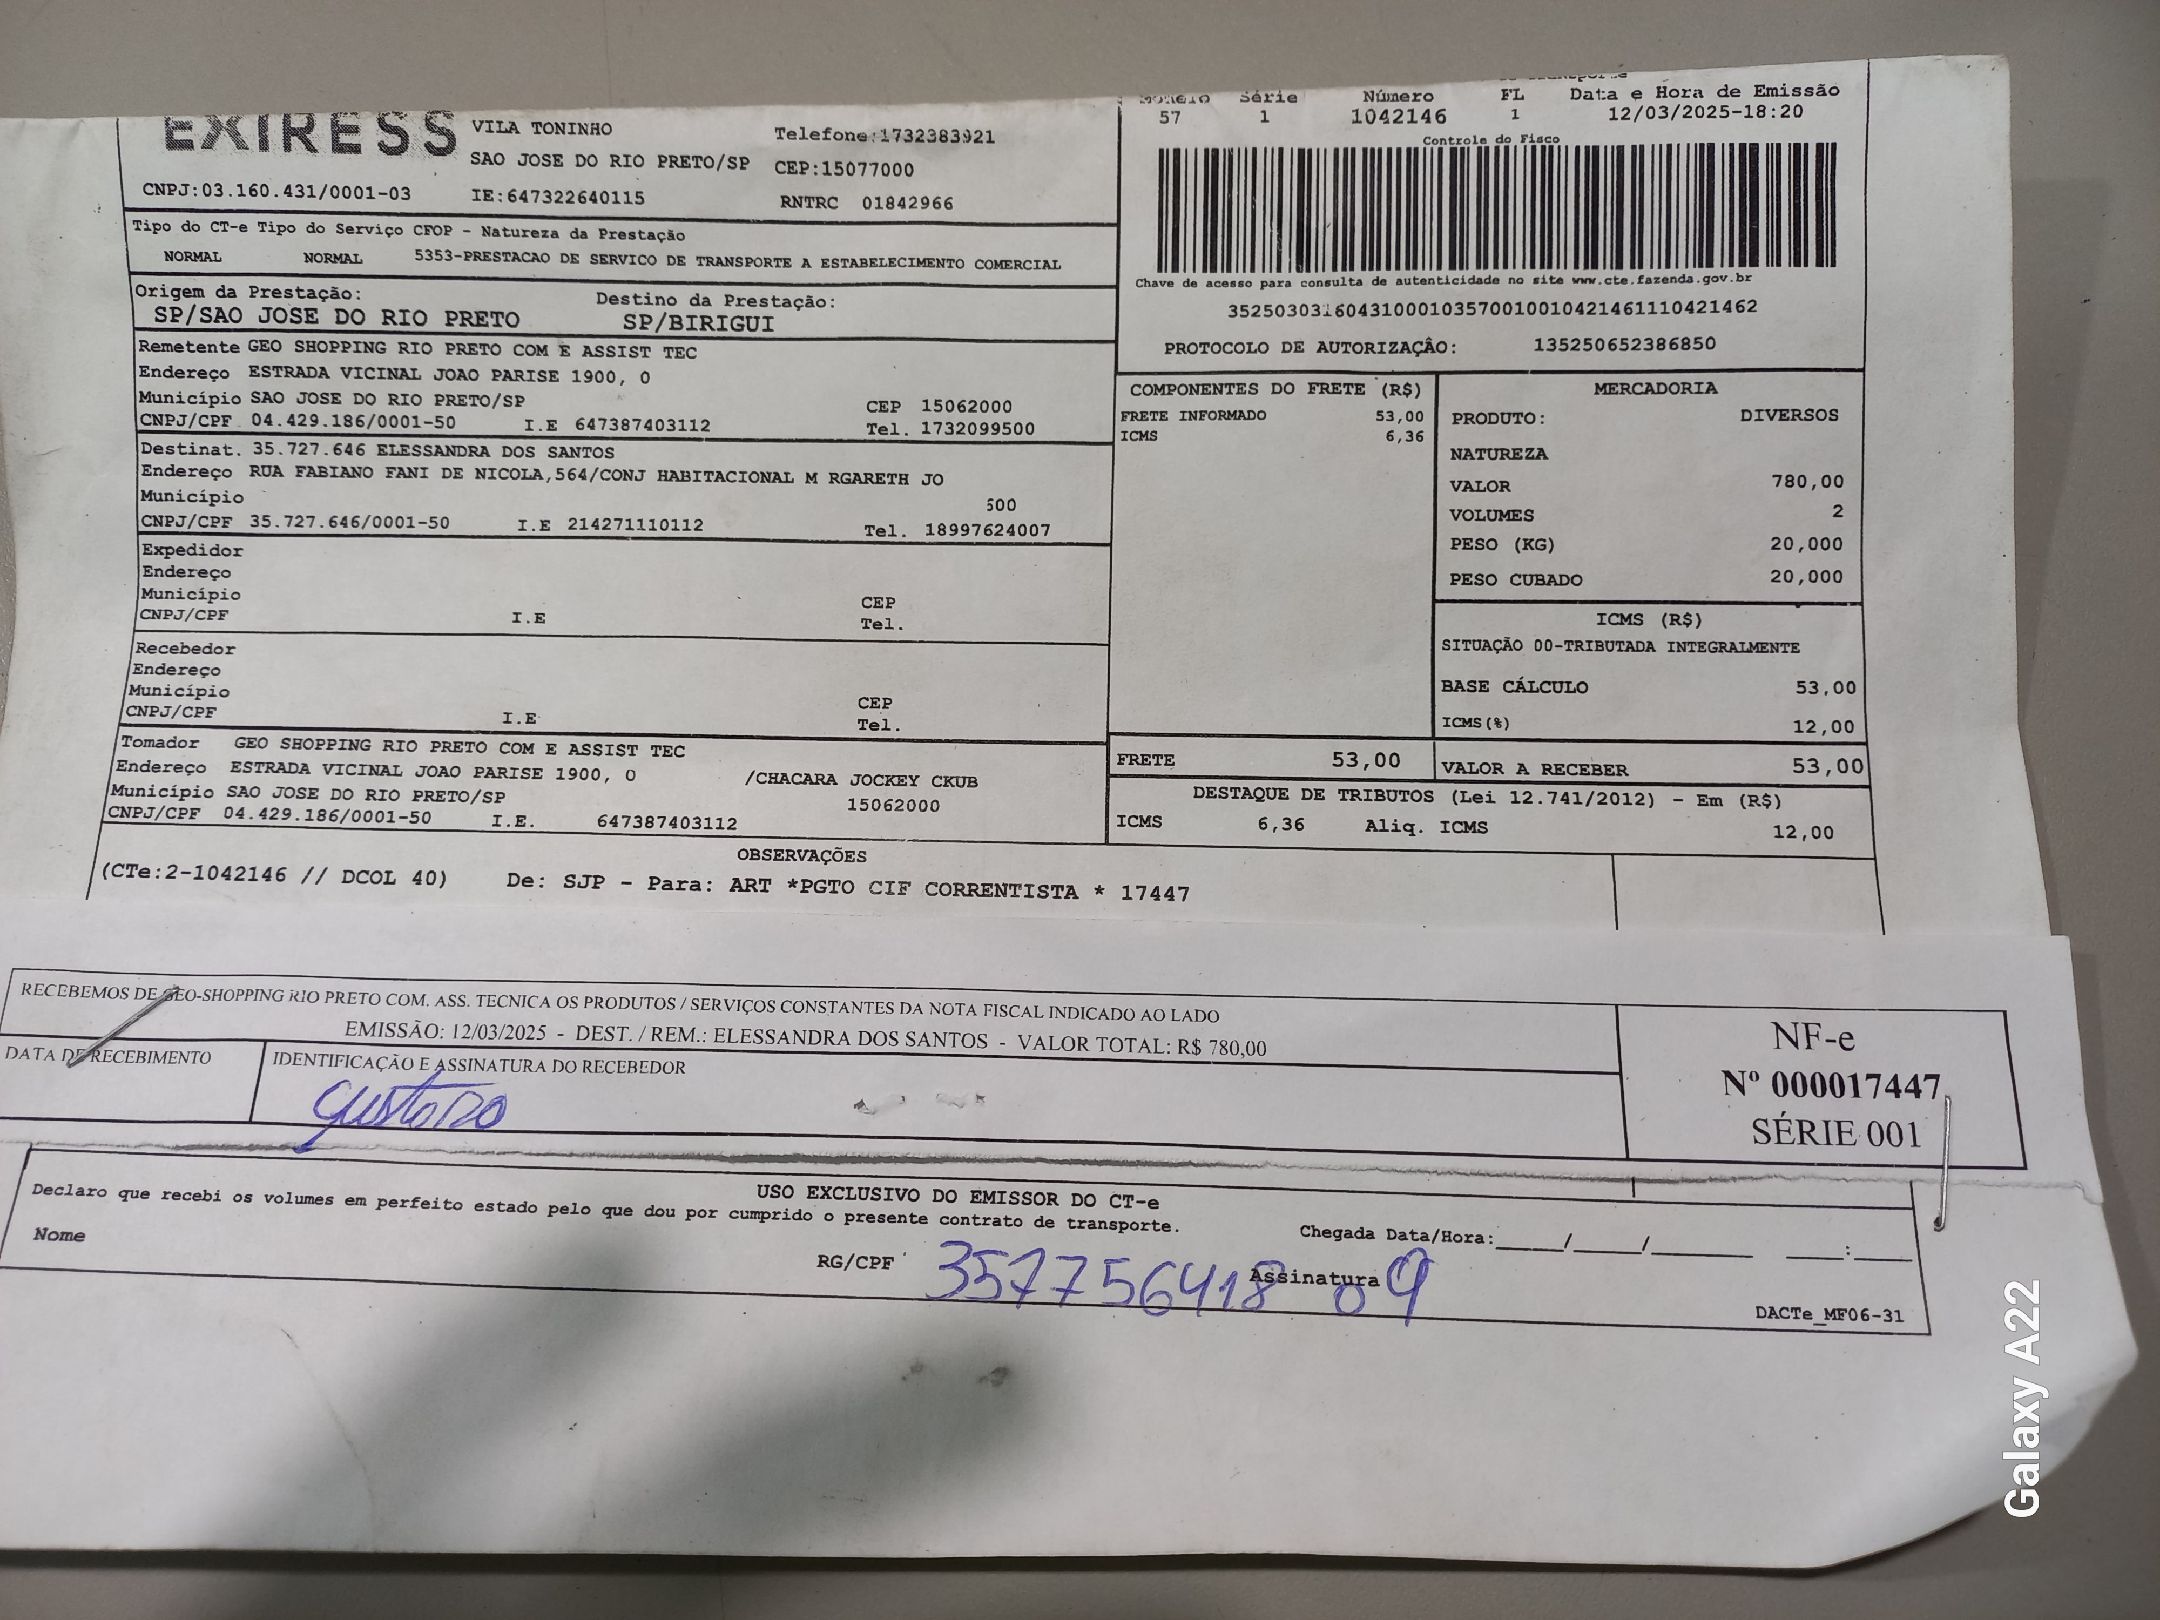 EXPRESS
VILA TONINHO
Telefone:1732383921
SAO JOSE DO RIO PRETO/SP CEP:15077000
CNPJ:03.160.431/0001-03 IE:647322640115 RNTRC 01842966
Modelo Série Número FL Data e Hora de Emissão
57 1 1042146 1 12/03/2025-18:20
Controle do Fisco
Chave de acesso para consulta de autenticidade no site www.cte.fazenda.gov.br
35250303160431000103570010010421461110421462
PROTOCOLO DE AUTORIZAÇÃO: 135250652386850
Tipo do CT-e Tipo do Serviço CFOP - Natureza da Prestação
NORMAL NORMAL 5353-PRESTACAO DE SERVICO DE TRANSPORTE A ESTABELECIMENTO COMERCIAL
Origem da Prestação: Destino da Prestação:
SP/SAO JOSE DO RIO PRETO SP/BIRIGUI
Remetente GEO SHOPPING RIO PRETO COM E ASSIST TEC
Endereço ESTRADA VICINAL JOAO PARISE 1900, 0
Município SAO JOSE DO RIO PRETO/SP CEP 15062000
CNPJ/CPF 04.429.186/0001-50 I.E 647387403112 Tel. 1732099500
Destinat. 35.727.646 ELESSANDRA DOS SANTOS
Endereço RUA FABIANO FANI DE NICOLA,564/CONJ HABITACIONAL M RGARETH JO
Município 500
CNPJ/CPF 35.727.646/0001-50 I.E 214271110112 Tel. 18997624007
Expedidor
Endereço
Município CEP
CNPJ/CPF I.E Tel.
Recebedor
Endereço
Município CEP
CNPJ/CPF I.E Tel.
Tomador GEO SHOPPING RIO PRETO COM E ASSIST TEC
Endereço ESTRADA VICINAL JOAO PARISE 1900, 0 /CHACARA JOCKEY CKUB
Município SAO JOSE DO RIO PRETO/SP 15062000
CNPJ/CPF 04.429.186/0001-50 I.E. 647387403112
COMPONENTES DO FRETE (R$)
FRETE INFORMADO 53,00
ICMS 6,36
MERCADORIA
PRODUTO: DIVERSOS
NATUREZA
VALOR 780,00
VOLUMES 2
PESO (KG) 20,000
PESO CUBADO 20,000
ICMS (R$)
SITUAÇÃO 00-TRIBUTADA INTEGRALMENTE
BASE CÁLCULO 53,00
ICMS(%) 12,00
FRETE 53,00 VALOR A RECEBER 53,00
DESTAQUE DE TRIBUTOS (Lei 12.741/2012) - Em (R$)
ICMS 6,36 Aliq. ICMS 12,00
OBSERVAÇÕES
(CTe:2-1042146 // DCOL 40) De: SJP - Para: ART *PGTO CIF CORRENTISTA * 17447
RECEBEMOS DE GEO-SHOPPING RIO PRETO COM. ASS. TECNICA OS PRODUTOS / SERVIÇOS CONSTANTES DA NOTA FISCAL INDICADO AO LADO
EMISSÃO: 12/03/2025 - DEST. / REM.: ELESSANDRA DOS SANTOS - VALOR TOTAL: R$ 780,00
DATA DE RECEBIMENTO IDENTIFICAÇÃO E ASSINATURA DO RECEBEDOR
NF-e
Nº 000017447
SÉRIE 001
USO EXCLUSIVO DO EMISSOR DO CT-e
Declaro que recebi os volumes em perfeito estado pelo que dou por cumprido o presente contrato de transporte.
Chegada Data/Hora:_____/_____/_______ ____:____
Nome RG/CPF 357756418 09 Assinatura
DACTe_MF06-31
Galaxy A22